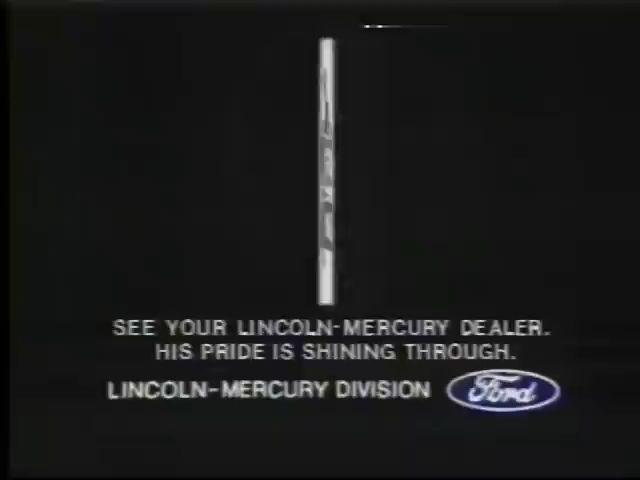 SEE YOUR LINCOLN-MERCURY DEALER.
HIS PRIDE IS SHINING THROUGH.
LINCOLN-MERCURY DIVISION Ford